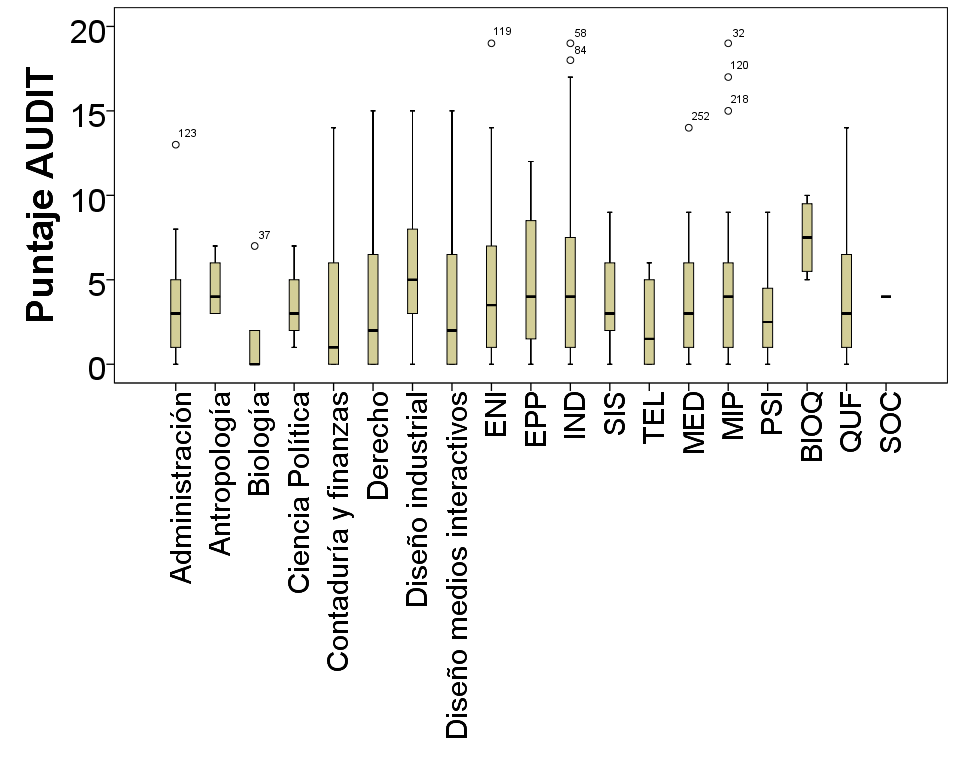 Puntaje AUDIT
20
15
10
5
0
123
37
119
58
84
252
32
120
218
Administración
Antropología
Biología
Ciencia Política
Contaduría y finanzas
Derecho
Diseño industrial
Diseño medios interactivos
ENI
EPP
IND
SIS
TEL
MED
MIP
PSI
BIOQ
QUF
SOC